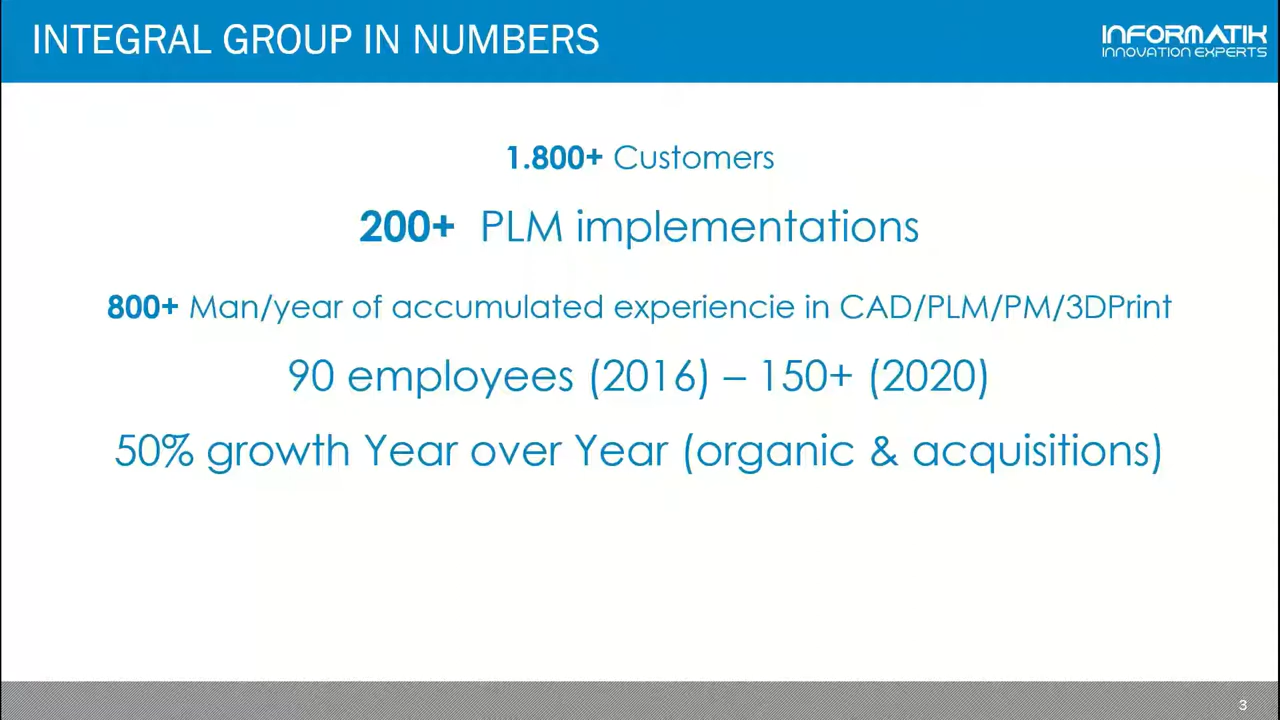 INTEGRAL GROUP IN NUMBERS
INFORMATIK
INNOVATION EXPERTS
1.800+ Customers
200+ PLM implementations
800+ Man/year of accumulated experiencie in CAD/PLM/PM/3DPrint
90 employees (2016) – 150+ (2020)
50% growth Year over Year (organic & acquisitions)
3